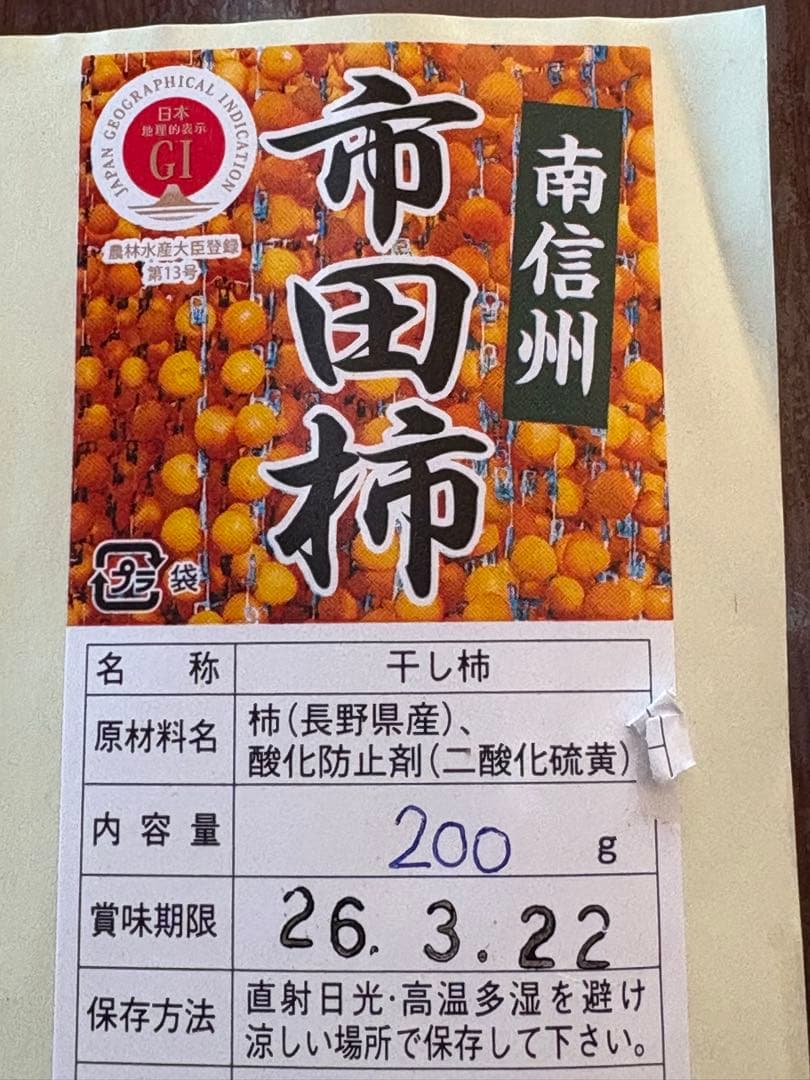 JAPAN GEOGRAPHICAL INDICATION
日本
地理的表示
GI
農林水産大臣登録
第13号
南信州
市田柿
プラ 袋
名称 干し柿
原材料名 柿(長野県産)、
酸化防止剤(二酸化硫黄)
内容量 200 g
賞味期限 26.3.22
保存方法 直射日光・高温多湿を避け
涼しい場所で保存して下さい。